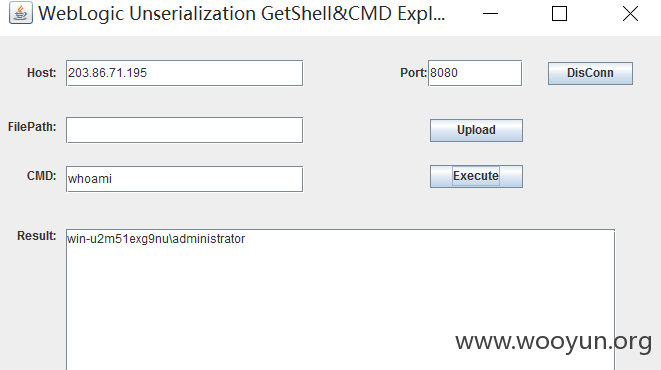 WebLogic Unserialization GetShell&CMD Expl...
Host: 203.86.71.195 Port: 8080 DisConn
FilePath: Upload
CMD: whoami Execute
Result: win-u2m51exg9nu\administrator
www.wooyun.org